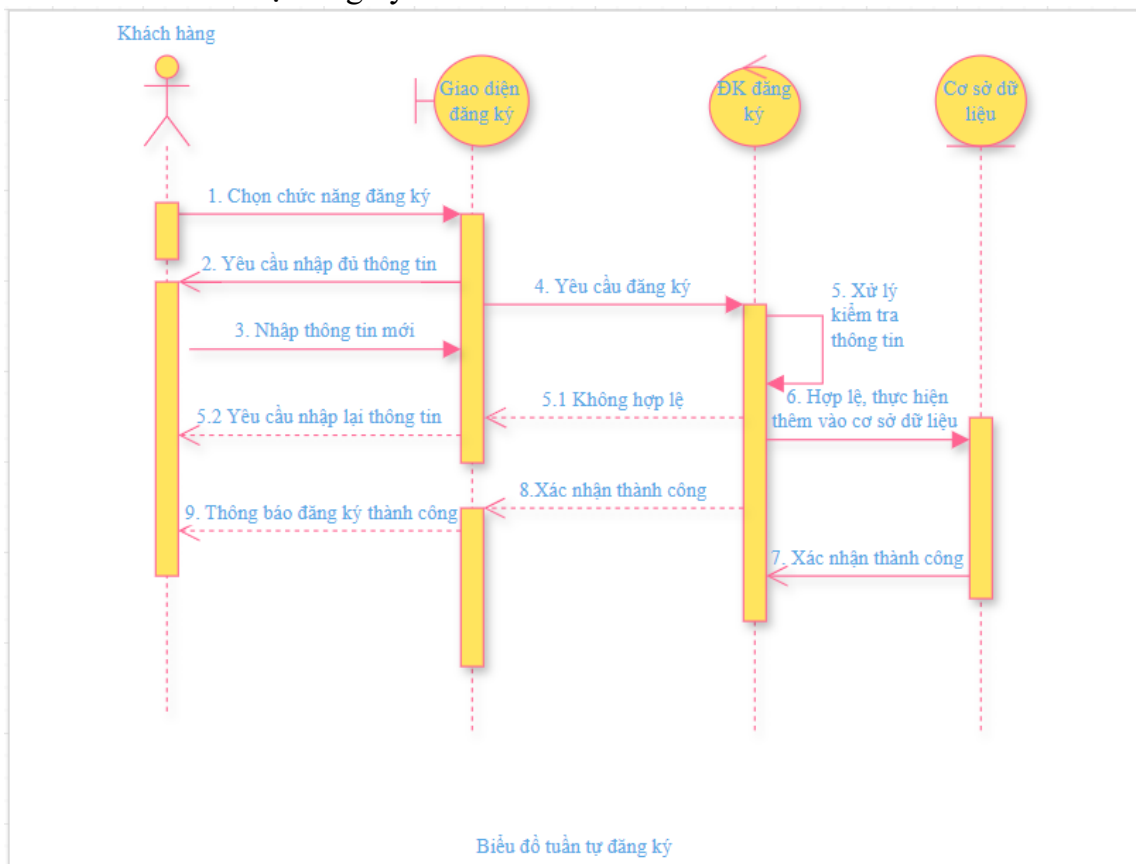 Khách hàng
Giao diện
đăng ký
ĐK đăng
ký
Cơ sở dữ
liệu
1. Chọn chức năng đăng ký
2. Yêu cầu nhập đủ thông tin
4. Yêu cầu đăng ký
5. Xử lý
kiểm tra
thông tin
3. Nhập thông tin mới
5.1 Không hợp lệ
6. Hợp lệ, thực hiện
thêm vào cơ sở dữ liệu
5.2 Yêu cầu nhập lại thông tin
8.Xác nhận thành công
9. Thông báo đăng ký thành công
7. Xác nhận thành công
Biểu đồ tuần tự đăng ký